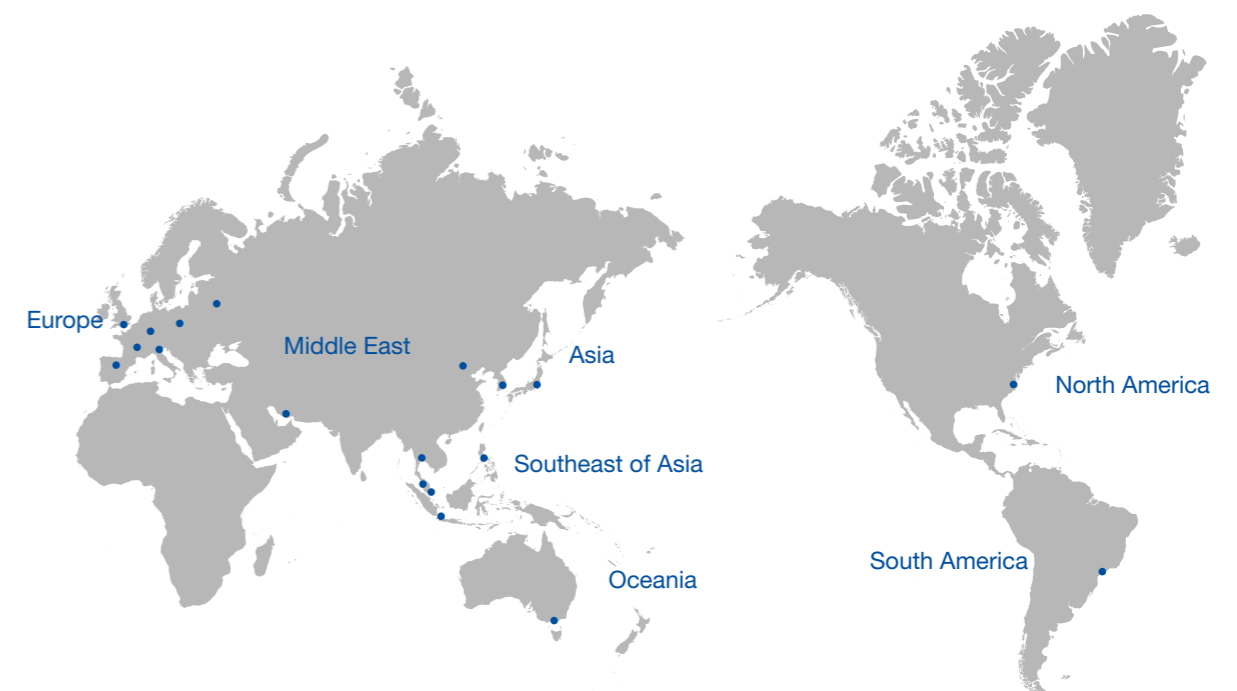 Europe
Middle East
Asia
North America
Southeast of Asia
South America
Oceania